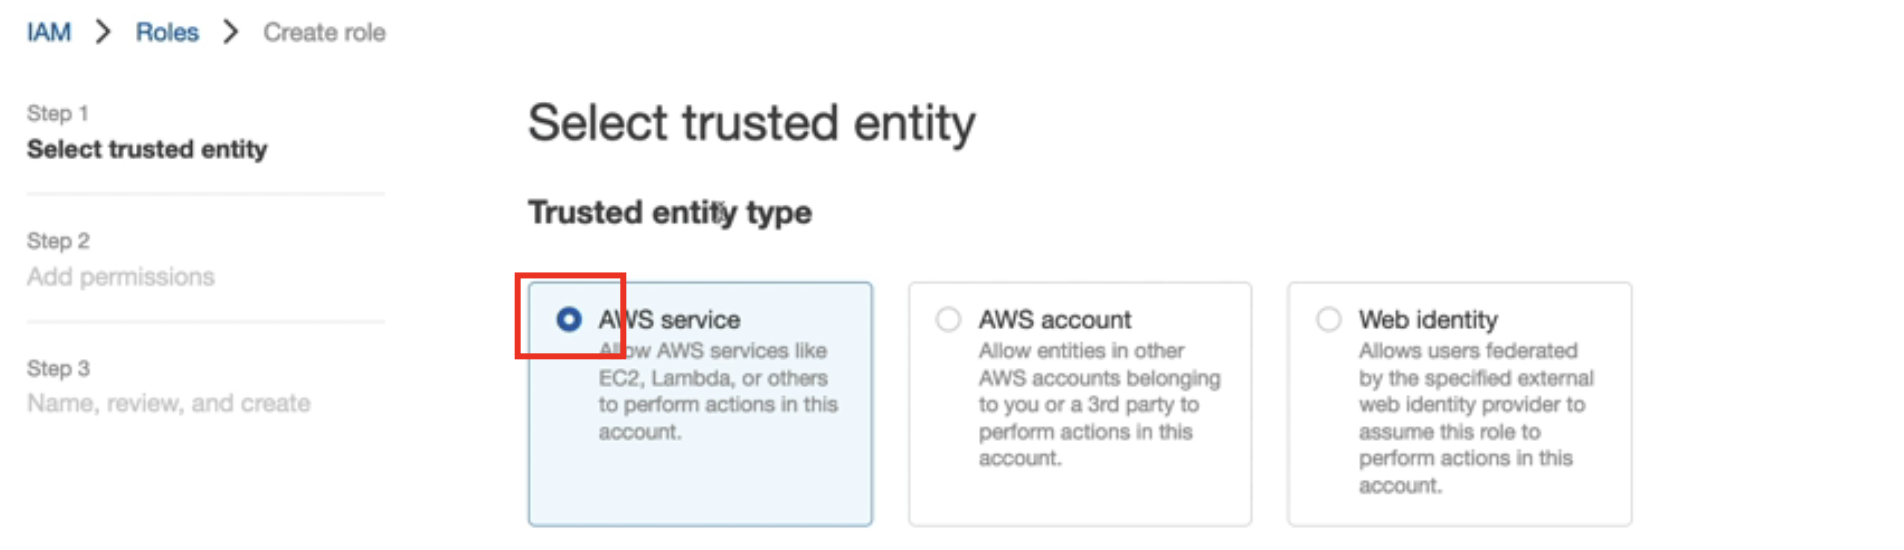 IAM > Roles > Create role
Step 1
Select trusted entity
Step 2
Add permissions
Step 3
Name, review, and create
Select trusted entity
Trusted entity type
AWS service
Allow AWS services like
EC2, Lambda, or others
to perform actions in this
account.
AWS account
Allow entities in other
AWS accounts belonging
to you or a 3rd party to
perform actions in this
account.
Web identity
Allows users federated
by the specified external
web identity provider to
assume this role to
perform actions in this
account.